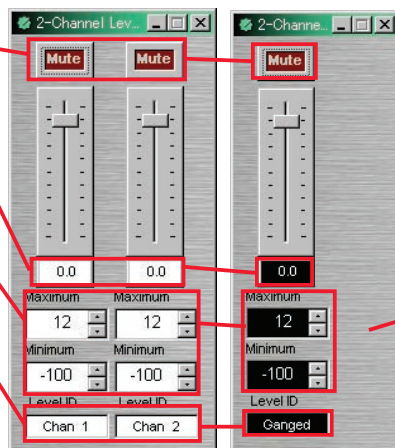 2-Channel Lev...
Mute Mute
0.0 0.0
Maximum Maximum
12 12
Minimum Minimum
-100 -100
Level ID Level ID
Chan 1 Chan 2
2-Channe...
Mute
0.0
Maximum
12
Minimum
-100
Level ID
Ganged